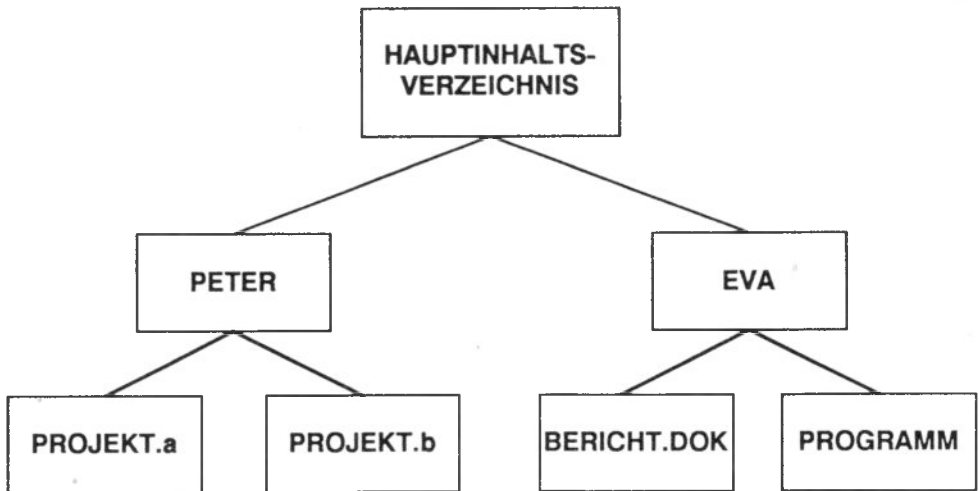 HAUPTINHALTS-
VERZEICHNIS
PETER
EVA
PROJEKT.a
PROJEKT.b
BERICHT.DOK
PROGRAMM